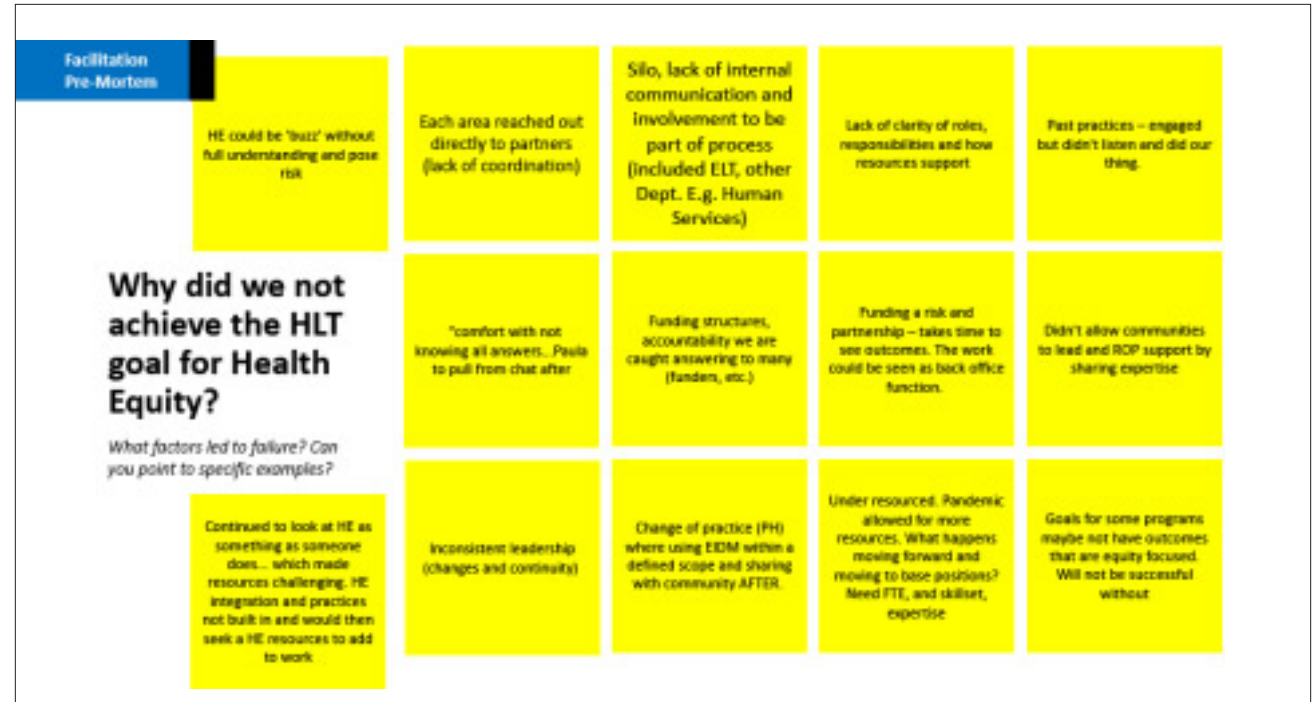 Facilitation
Pre-Mortem
HE could be 'buzz' without
full understanding and pose
risk
Each area reached out
directly to partners
(lack of coordination)
Silo, lack of internal
communication and
involvement to be
part of process
(Included ELT, other
Dept. E.g. Human
Services)
Lack of clarity of roles,
responsibilities and how
resources support
Past practices – engaged
but didn't listen and did our
thing.
Why did we not
achieve the HLT
goal for Health
Equity?
What factors led to failure? Can
you point to specific examples?
"comfort with not
knowing all answers...Paula
to pull from chat after
Funding structures,
accountability we are
caught answering to many
(funders, etc.)
Funding a risk and
partnership – takes time to
see outcomes. The work
could be seen as back office
function.
Didn't allow communities
to lead and ROP support by
sharing expertise
Continued to look at HE as
something as someone
does... which made
resources challenging. HE
integration and practices
not built in and would then
seek a HE resources to add
to work
Inconsistent leadership
(changes and continuity)
Change of practice (PH)
where using EIDM within a
defined scope and sharing
with community AFTER.
Under resourced. Pandemic
allowed for more
resources. What happens
moving forward and
moving to base positions?
Need FTE, and skillset,
expertise
Goals for some programs
maybe not have outcomes
that are equity focused.
Will not be successful
without